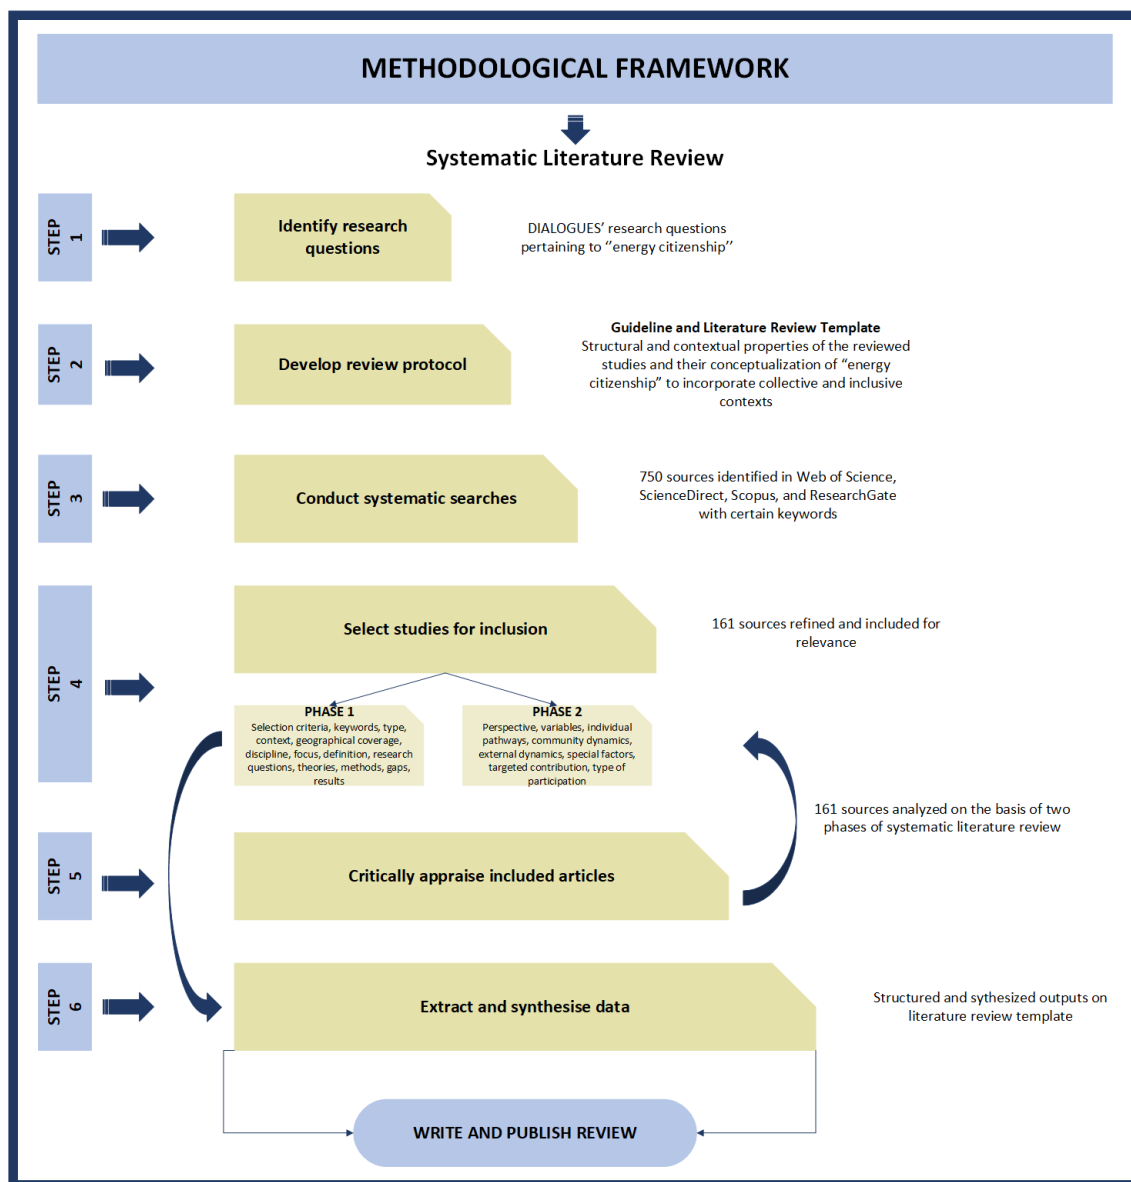 METHODOLOGICAL FRAMEWORK
Systematic Literature Review
STEP
1
Identify research
questions
DIALOGUES’ research questions
pertaining to ‘’energy citizenship’’
STEP
2
Develop review protocol
Guideline and Literature Review Template
Structural and contextual properties of the reviewed
studies and their conceptualization of “energy
citizenship” to incorporate collective and inclusive
contexts
STEP
3
Conduct systematic searches
750 sources identified in Web of Science,
ScienceDirect, Scopus, and ResearchGate
with certain keywords
STEP
4
Select studies for inclusion
161 sources refined and included for
relevance
PHASE 1
Selection criteria, keywords, type,
context, geographical coverage,
discipline, focus, definition, research
questions, theories, methods, gaps,
results
PHASE 2
Perspective, variables, individual
pathways, community dynamics,
external dynamics, special factors,
targeted contribution, type of
participation
161 sources analyzed on the basis of two
phases of systematic literature review
STEP
5
Critically appraise included articles
STEP
6
Extract and synthesise data
Structured and sythesized outputs on
literature review template
WRITE AND PUBLISH REVIEW